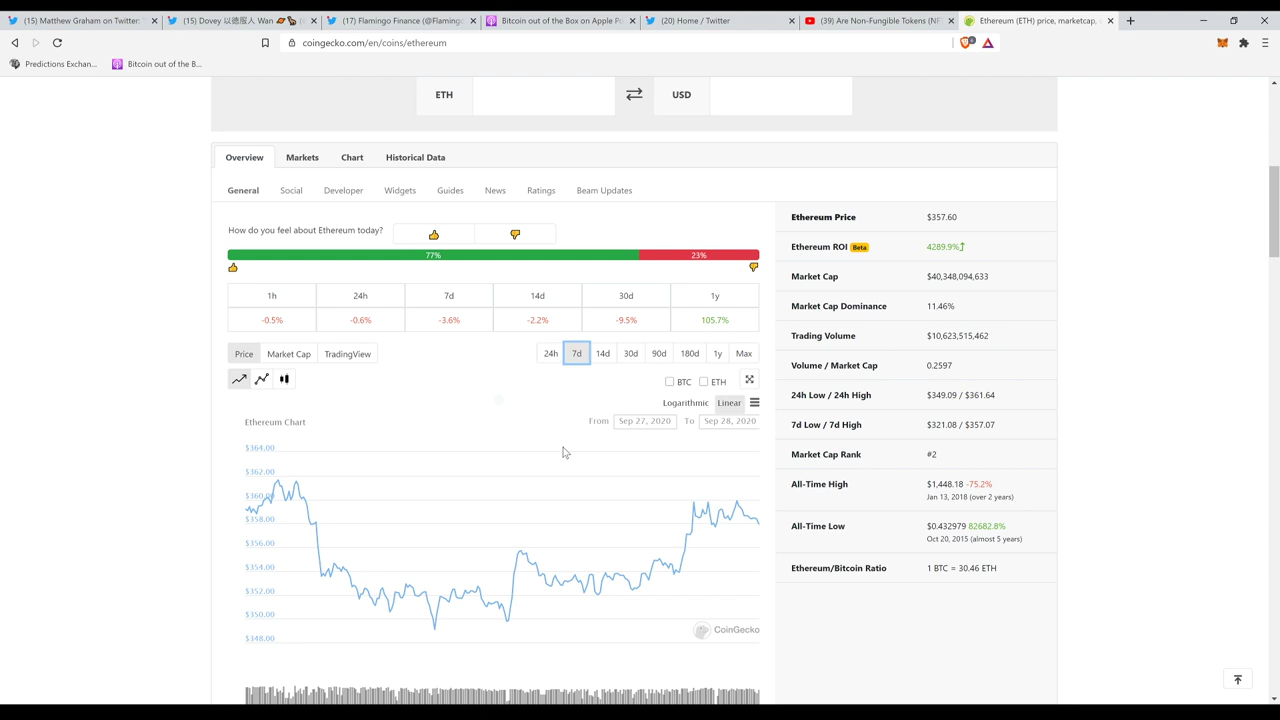 (15) Matthew Graham on Twitter: '
(15) Dovey 以德服人 Wan
(17) Flamingo Finance (@Flamingo
Bitcoin out of the Box on Apple Po
(20) Home / Twitter
(39) Are Non-Fungible Tokens (NF
Ethereum (ETH) price, marketcap,
coingecko.com/en/coins/ethereum
Predictions Exchan...
Bitcoin out of the B...
ETH
USD
Overview
Markets
Chart
Historical Data
General
Social
Developer
Widgets
Guides
News
Ratings
Beam Updates
How do you feel about Ethereum today?
77%
23%
1h
24h
7d
14d
30d
1y
-0.5%
-0.6%
-3.6%
-2.2%
-9.5%
105.7%
Price
Market Cap
TradingView
24h
7d
14d
30d
90d
180d
1y
Max
BTC
ETH
Logarithmic
Linear
Ethereum Chart
From
Sep 27, 2020
To
Sep 28, 2020
$364.00
$362.00
$360.00
$358.00
$356.00
$354.00
$352.00
$350.00
$348.00
CoinGecko
Ethereum Price $357.60
Ethereum ROI Beta 4289.9%
Market Cap $40,348,094,633
Market Cap Dominance 11.46%
Trading Volume $10,623,515,462
Volume / Market Cap 0.2597
24h Low / 24h High $349.09 / $361.64
7d Low / 7d High $321.08 / $357.07
Market Cap Rank #2
All-Time High $1,448.18 -75.2%
Jan 13, 2018 (over 2 years)
All-Time Low $0.432979 82682.8%
Oct 20, 2015 (almost 5 years)
Ethereum/Bitcoin Ratio 1 BTC = 30.46 ETH